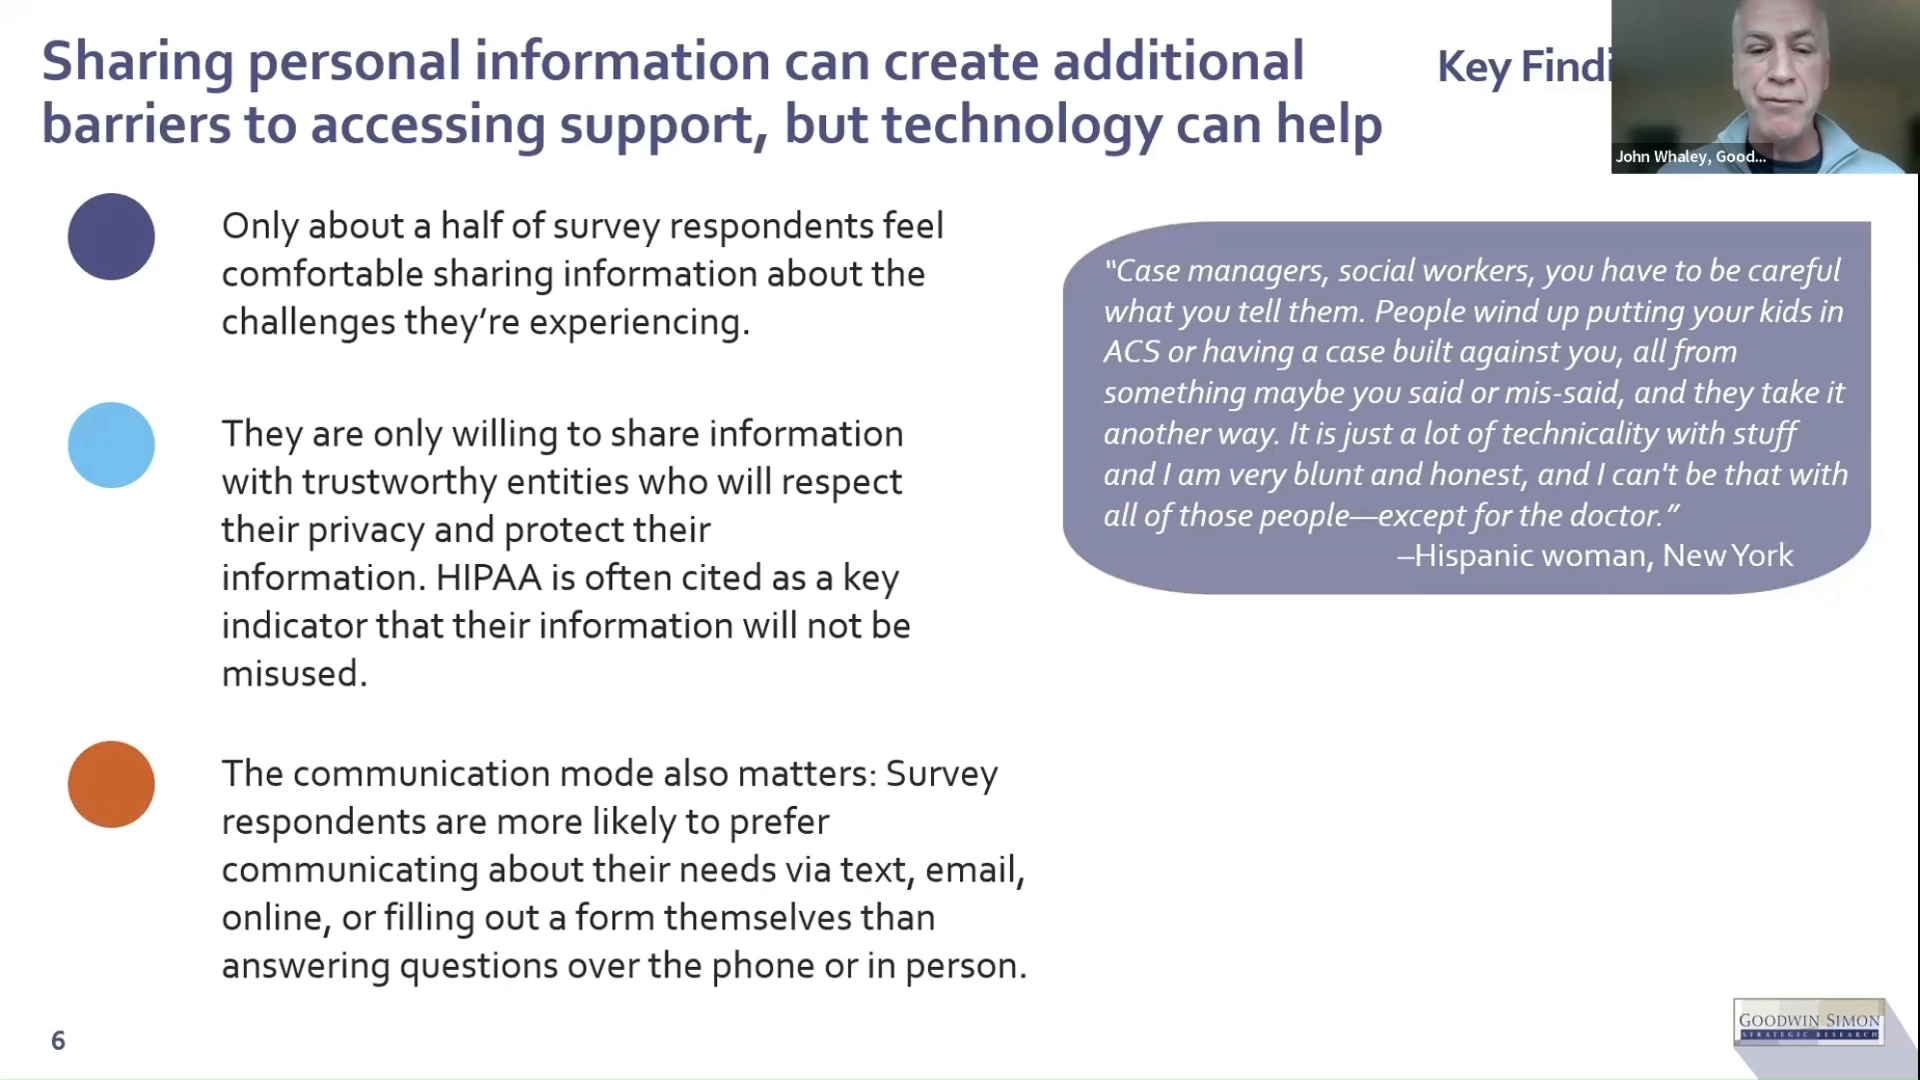 Sharing personal information can create additional
barriers to accessing support, but technology can help
Key Findi
John Whaley, Good...
Only about a half of survey respondents feel
comfortable sharing information about the
challenges they’re experiencing.
They are only willing to share information
with trustworthy entities who will respect
their privacy and protect their
information. HIPAA is often cited as a key
indicator that their information will not be
misused.
The communication mode also matters: Survey
respondents are more likely to prefer
communicating about their needs via text, email,
online, or filling out a form themselves than
answering questions over the phone or in person.
“Case managers, social workers, you have to be careful
what you tell them. People wind up putting your kids in
ACS or having a case built against you, all from
something maybe you said or mis-said, and they take it
another way. It is just a lot of technicality with stuff
and I am very blunt and honest, and I can't be that with
all of those people—except for the doctor.”
–Hispanic woman, New York
6
GOODWIN SIMON
STRATEGIC RESEARCH